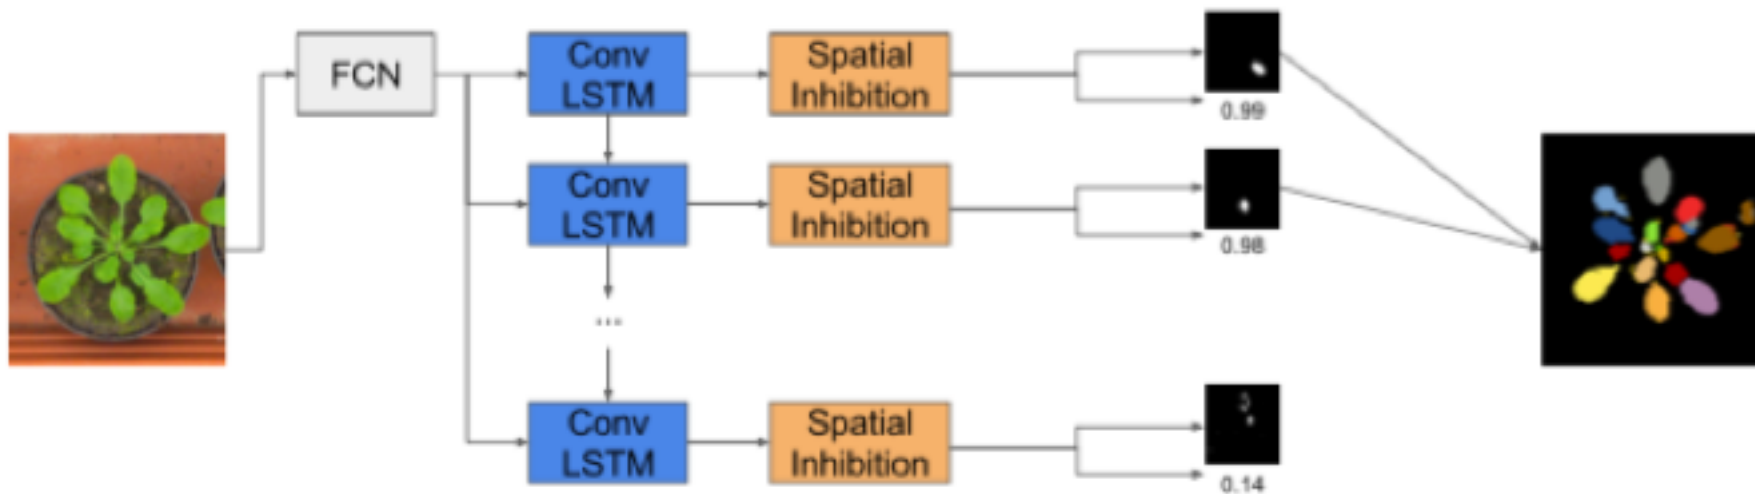 FCN
Conv
LSTM
Spatial
Inhibition
0.99
Conv
LSTM
Spatial
Inhibition
0.98
...
Conv
LSTM
Spatial
Inhibition
0.14